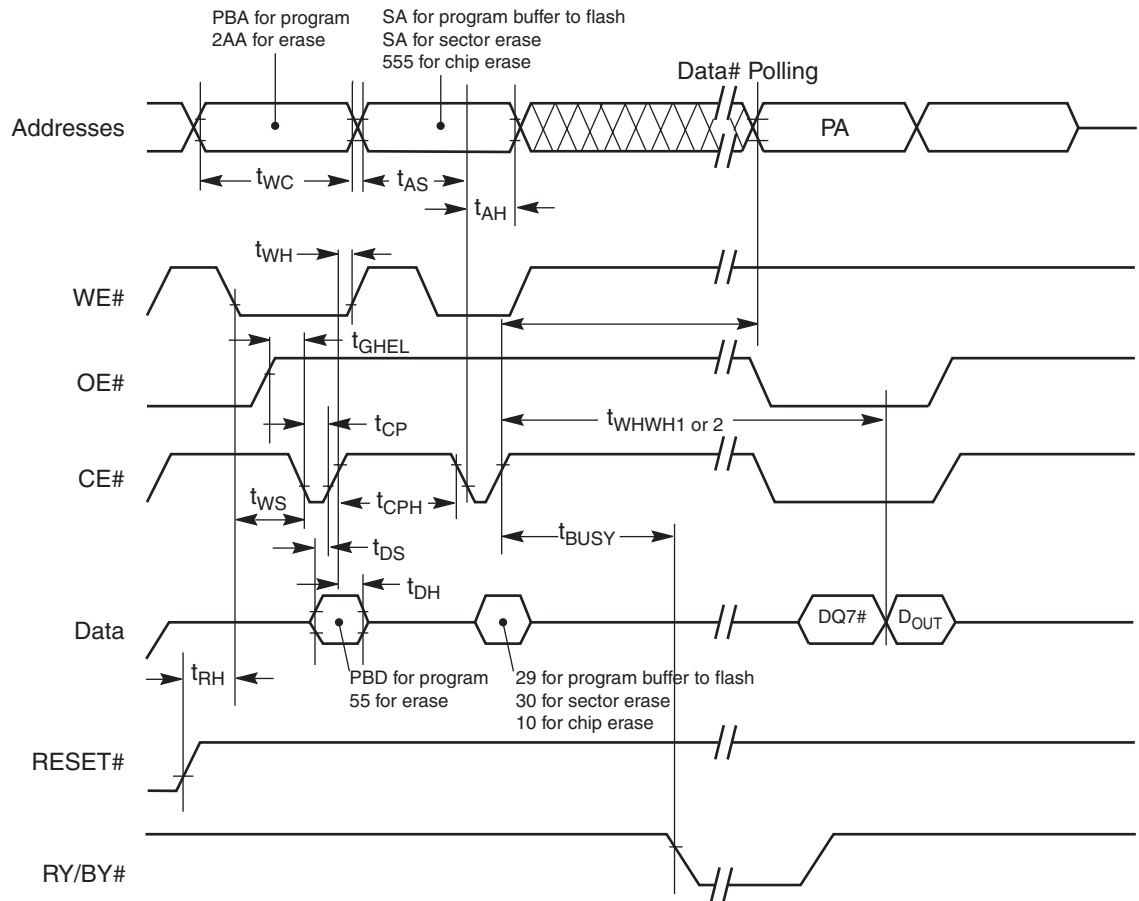 PBA for program
2AA for erase
SA for program buffer to flash
SA for sector erase
555 for chip erase
Data# Polling
Addresses
PA
tWC
tAS
tAH
tWH
WE#
tGHEL
OE#
tCP
tWHWH1 or 2
CE#
tWS
tCPH
tBUSY
tDS
tDH
Data
DQ7#
DOUT
tRH
PBD for program
55 for erase
29 for program buffer to flash
30 for sector erase
10 for chip erase
RESET#
RY/BY#